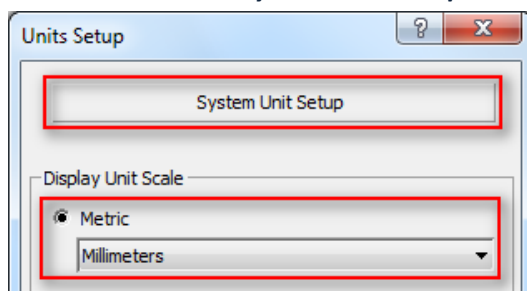 Units Setup
System Unit Setup
Display Unit Scale
Metric
Millimeters